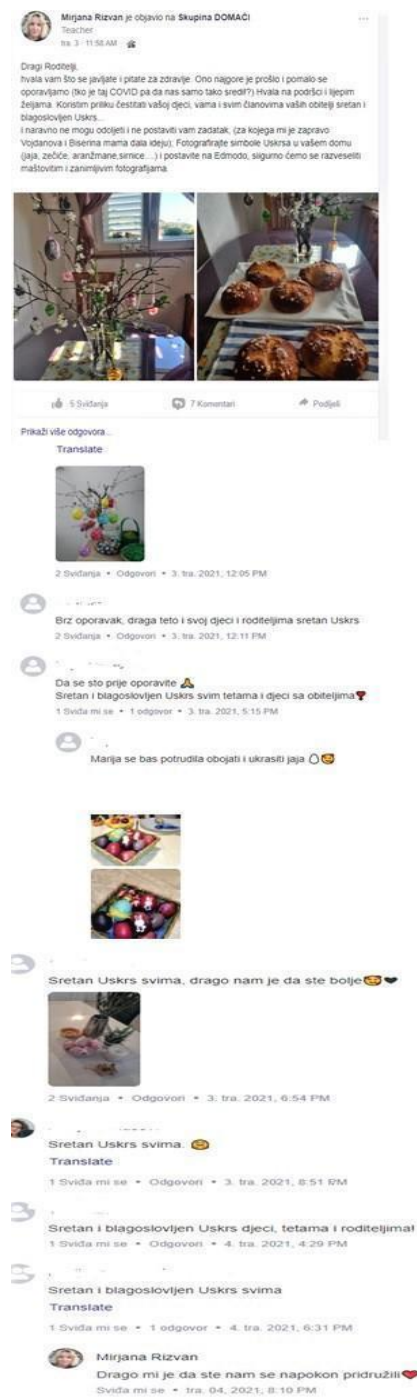 Mirjana Rizvan je objavio na Skupina DOMAĆI
Teacher
tra. 3 · 11:58 AM
Dragi Roditelji,
hvala vam što se javljate i pitate za zdravlje. Ono najgore je prošlo i pomalo se
oporavljamo (tko je taj COVID pa da nas samo tako sredi!?) Hvala na podršci i lijepim
željama. Koristim priliku čestitati vašoj djeci, vama i svim članovima vaših obitelji sretan i
blagoslovljen Uskrs...
i naravno ne mogu odoljeti i ne postaviti vam zadatak, (za kojega mi je zapravo
Vojdanova i Biserina mama dala ideju); Fotografirajte simbole Uskrsa u vašem domu
(jaja, zečiće, aranžmane,sirnice....) i postavite na Edmodo, siigurno ćemo se razveseliti
maštovitim i zanimljivim fotografijama.
5 Sviđanja 7 Komentari Podijeli
Prikaži više odgovora...
Translate
2 Sviđanja • Odgovori • 3. tra. 2021, 12:05 PM
Brz oporavak, draga teto i svoj djeci i roditeljima sretan Uskrs
2 Sviđanja • Odgovori • 3. tra. 2021, 12:11 PM
Da se sto prije oporavite 🙏
Sretan i blagoslovljen Uskrs svim tetama i djeci sa obiteljima❣
1 Sviđa mi se • 1 odgovor • 3. tra. 2021, 5:15 PM
Marija se bas potrudila obojati i ukrasiti jaja 🥚🥰
Sretan Uskrs svima, drago nam je da ste bolje🥰❤
2 Sviđanja • Odgovori • 3. tra. 2021, 6:54 PM
Sretan Uskrs svima. 🤗
Translate
1 Sviđa mi se • Odgovori • 3. tra. 2021, 8:51 PM
Sretan i blagoslovljen Uskrs djeci, tetama i roditeljima!
1 Sviđa mi se • Odgovori • 4. tra. 2021, 4:29 PM
Sretan i blagoslovljen Uskrs svima
Translate
1 Sviđa mi se • 1 odgovor • 4. tra. 2021, 6:31 PM
Mirjana Rizvan
Drago mi je da ste nam se napokon pridružili❤
Sviđa mi se • tra. 04, 2021, 8:10 PM